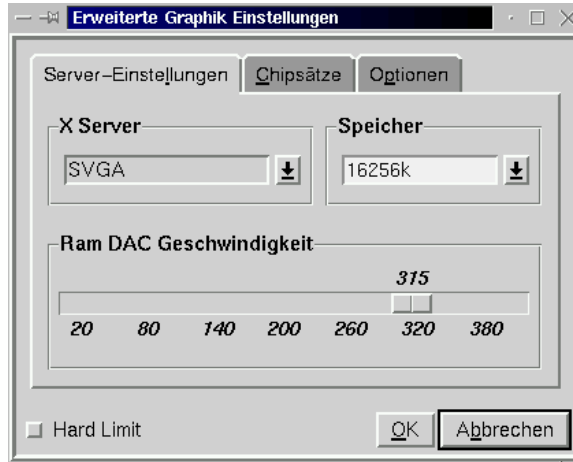 Erweiterte Graphik Einstellungen
Server-Einstellungen Chipsätze Optionen
X Server Speicher
SVGA 16256k
Ram DAC Geschwindigkeit
315
20 80 140 200 260 320 380
Hard Limit OK Abbrechen